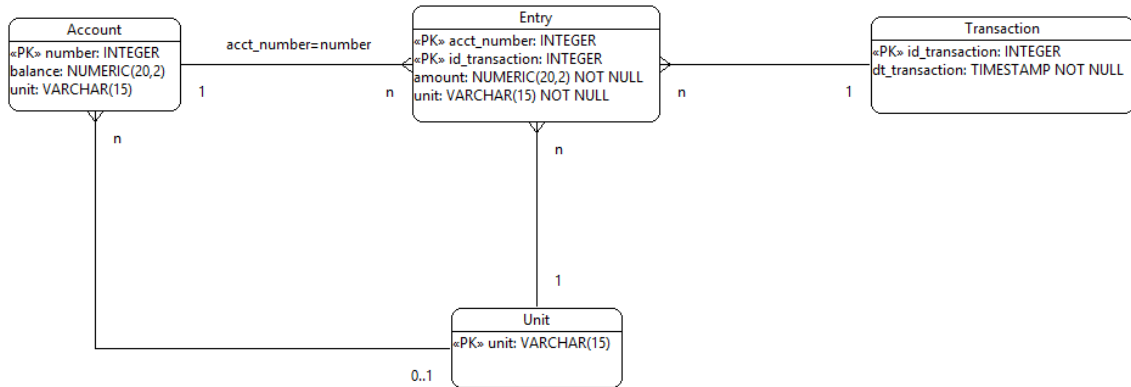 Account
«PK» number: INTEGER
balance: NUMERIC(20,2)
unit: VARCHAR(15)
acct_number=number
1
n
Entry
«PK» acct_number: INTEGER
«PK» id_transaction: INTEGER
amount: NUMERIC(20,2) NOT NULL
unit: VARCHAR(15) NOT NULL
n
1
Transaction
«PK» id_transaction: INTEGER
dt_transaction: TIMESTAMP NOT NULL
n
n
1
0..1
Unit
«PK» unit: VARCHAR(15)